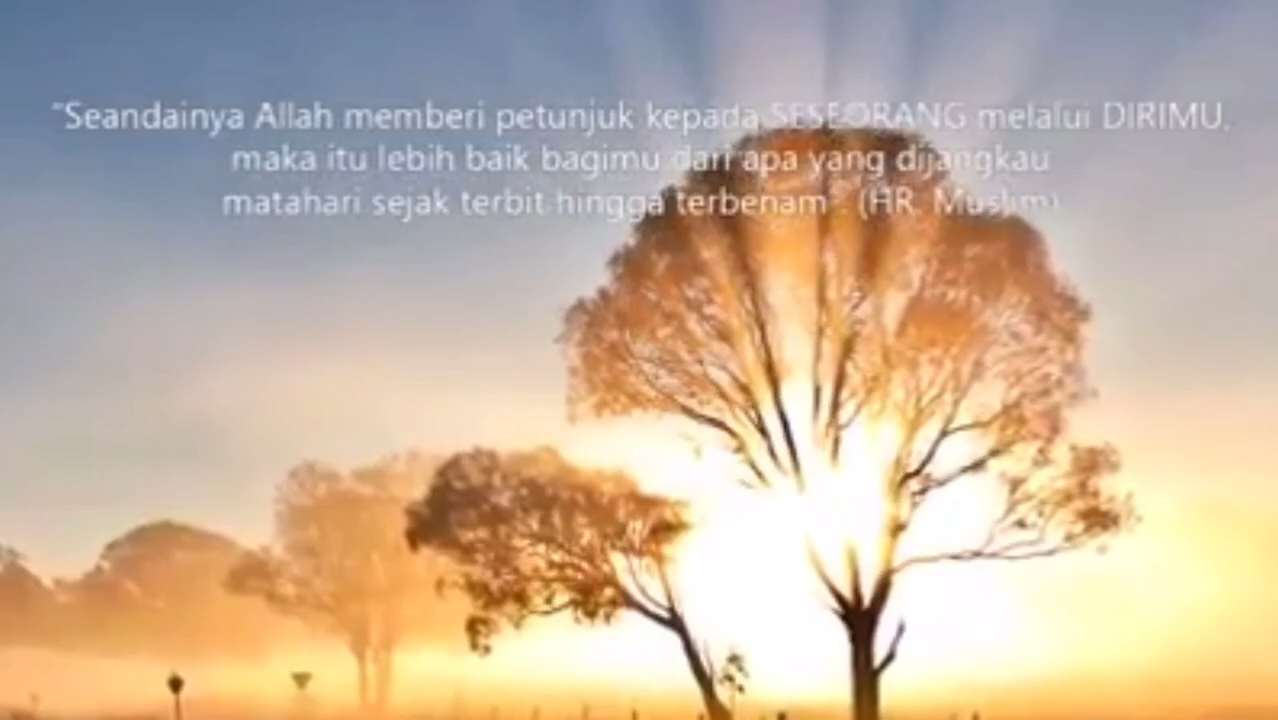 "Seandainya Allah memberi petunjuk kepada SESEORANG melalui DIRIMU,
maka itu lebih baik bagimu dari apa yang dijangkau
matahari sejak terbit hingga terbenam" (HR. Muslim)